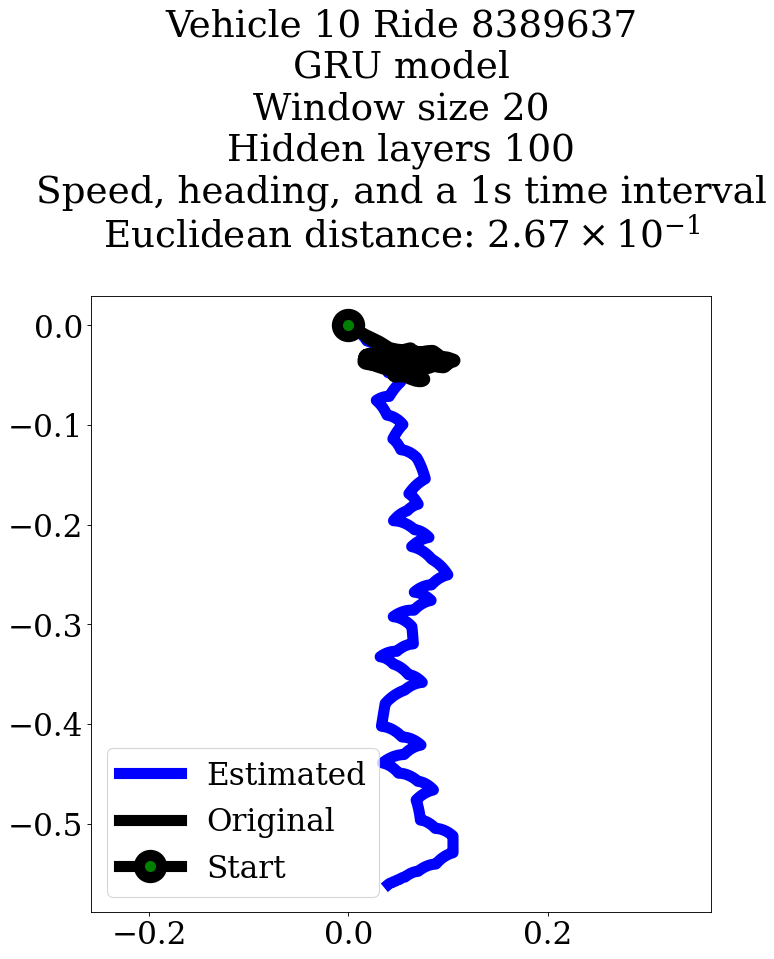 Vehicle 10 Ride 8389637
GRU model
Window size 20
Hidden layers 100
Speed, heading, and a 1s time interval
Euclidean distance: 2.67 × 10⁻¹
0.0
−0.1
−0.2
−0.3
−0.4
−0.5
Estimated
Original
Start
−0.2 0.0 0.2